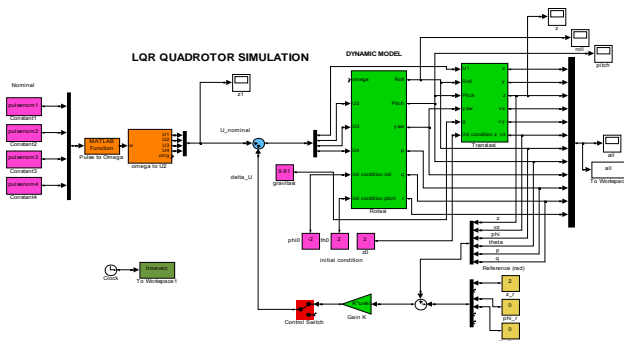 LQR QUADROTOR SIMULATION
DYNAMIC MODEL
Nominal
pulsenom1
Constant1
pulsenom2
Constant2
pulsenom3
Constant3
pulsenom4
Constant4
MATLAB
Function
Pulse to Omega
U1
U2
U3
U4
omega to U2
z1
U_nominal
delta_U
9.81
gravitasi
omega
U2
U3
U4
init condition roll
init condition pitch
Roll
Pitch
yaw
p
q
r
Rotasi
U1
Roll
Pitch
yaw
g
init condition z
x
y
z
vx
vy
vz
Translasi
z
roll
pitch
all
all
To Workspace
-2
phi0
2
th0
2
z0
initial condition
z
vz
phi
theta
p
q
Reference (rad)
2
z_r
0
phi_r
0
Clock
timevec
To Workspace1
Control Switch
Gain K